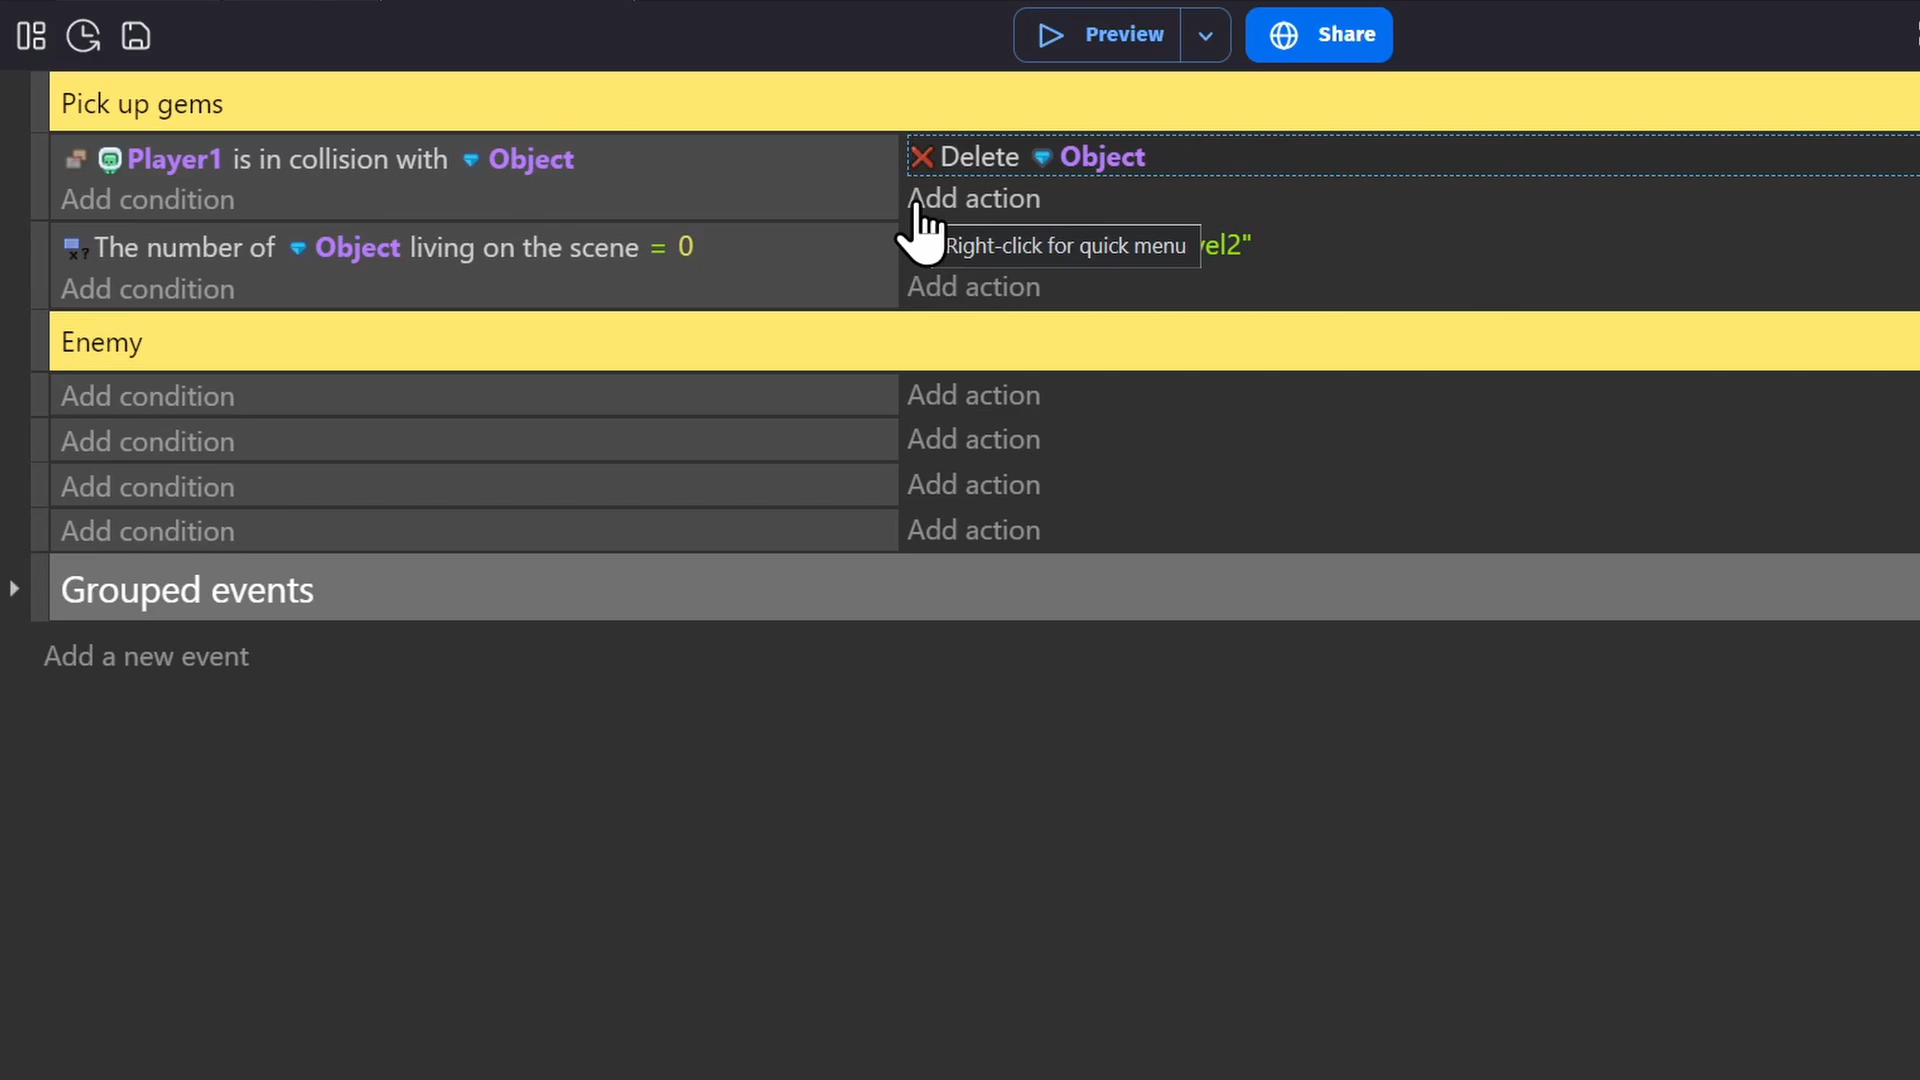 Preview
Share
Pick up gems
Player1 is in collision with Object
Delete Object
Add condition
Add action
The number of Object living on the scene = 0
Right-click for quick menu
Add condition
Add action
Enemy
Add condition
Add action
Add condition
Add action
Add condition
Add action
Add condition
Add action
Grouped events
Add a new event